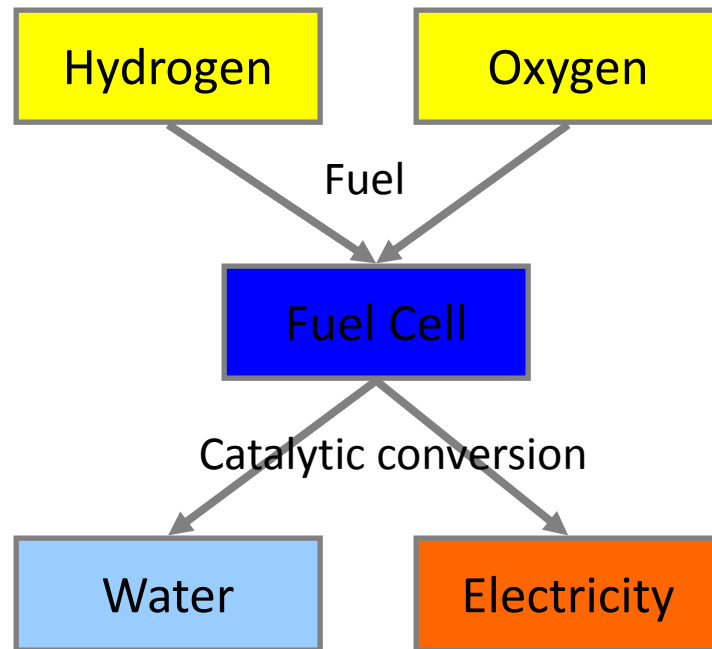 Hydrogen
Oxygen
Fuel
Fuel Cell
Catalytic conversion
Water
Electricity